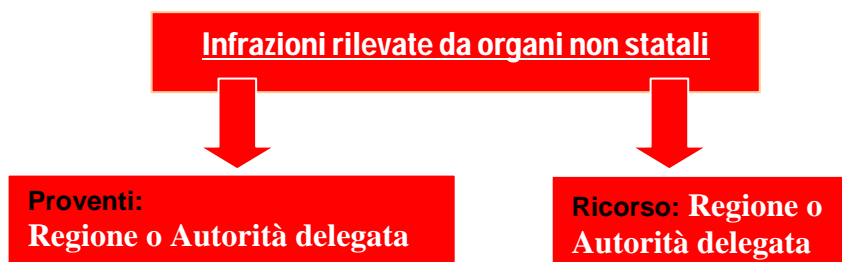 Infrazioni rilevate da organi non statali
Proventi:
Regione o Autorità delegata
Ricorso: Regione o
Autorità delegata